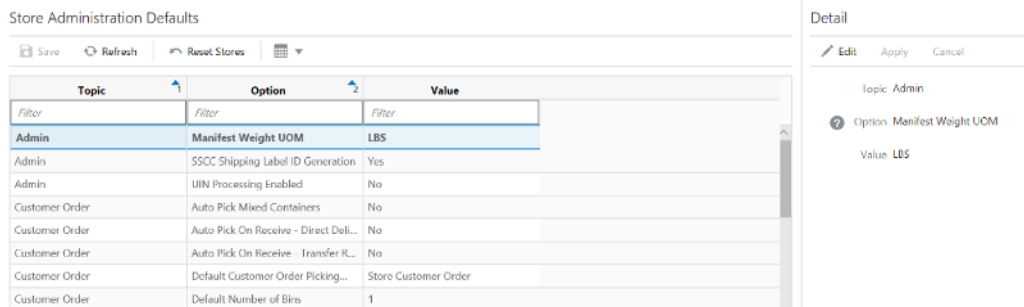 Store Administration Defaults
Save Refresh Reset Stores
Topic 1 Option 2 Value
Filter Filter Filter
Admin Manifest Weight UOM LBS
Admin SSCC Shipping Label ID Generation Yes
Admin UIN Processing Enabled No
Customer Order Auto Pick Mixed Containers No
Customer Order Auto Pick On Receive - Direct Deli... No
Customer Order Auto Pick On Receive - Transfer R... No
Customer Order Default Customer Order Picking... Store Customer Order
Customer Order Default Number of Bins 1
Detail
Edit Apply Cancel
Topic Admin
? Option Manifest Weight UOM
Value LBS